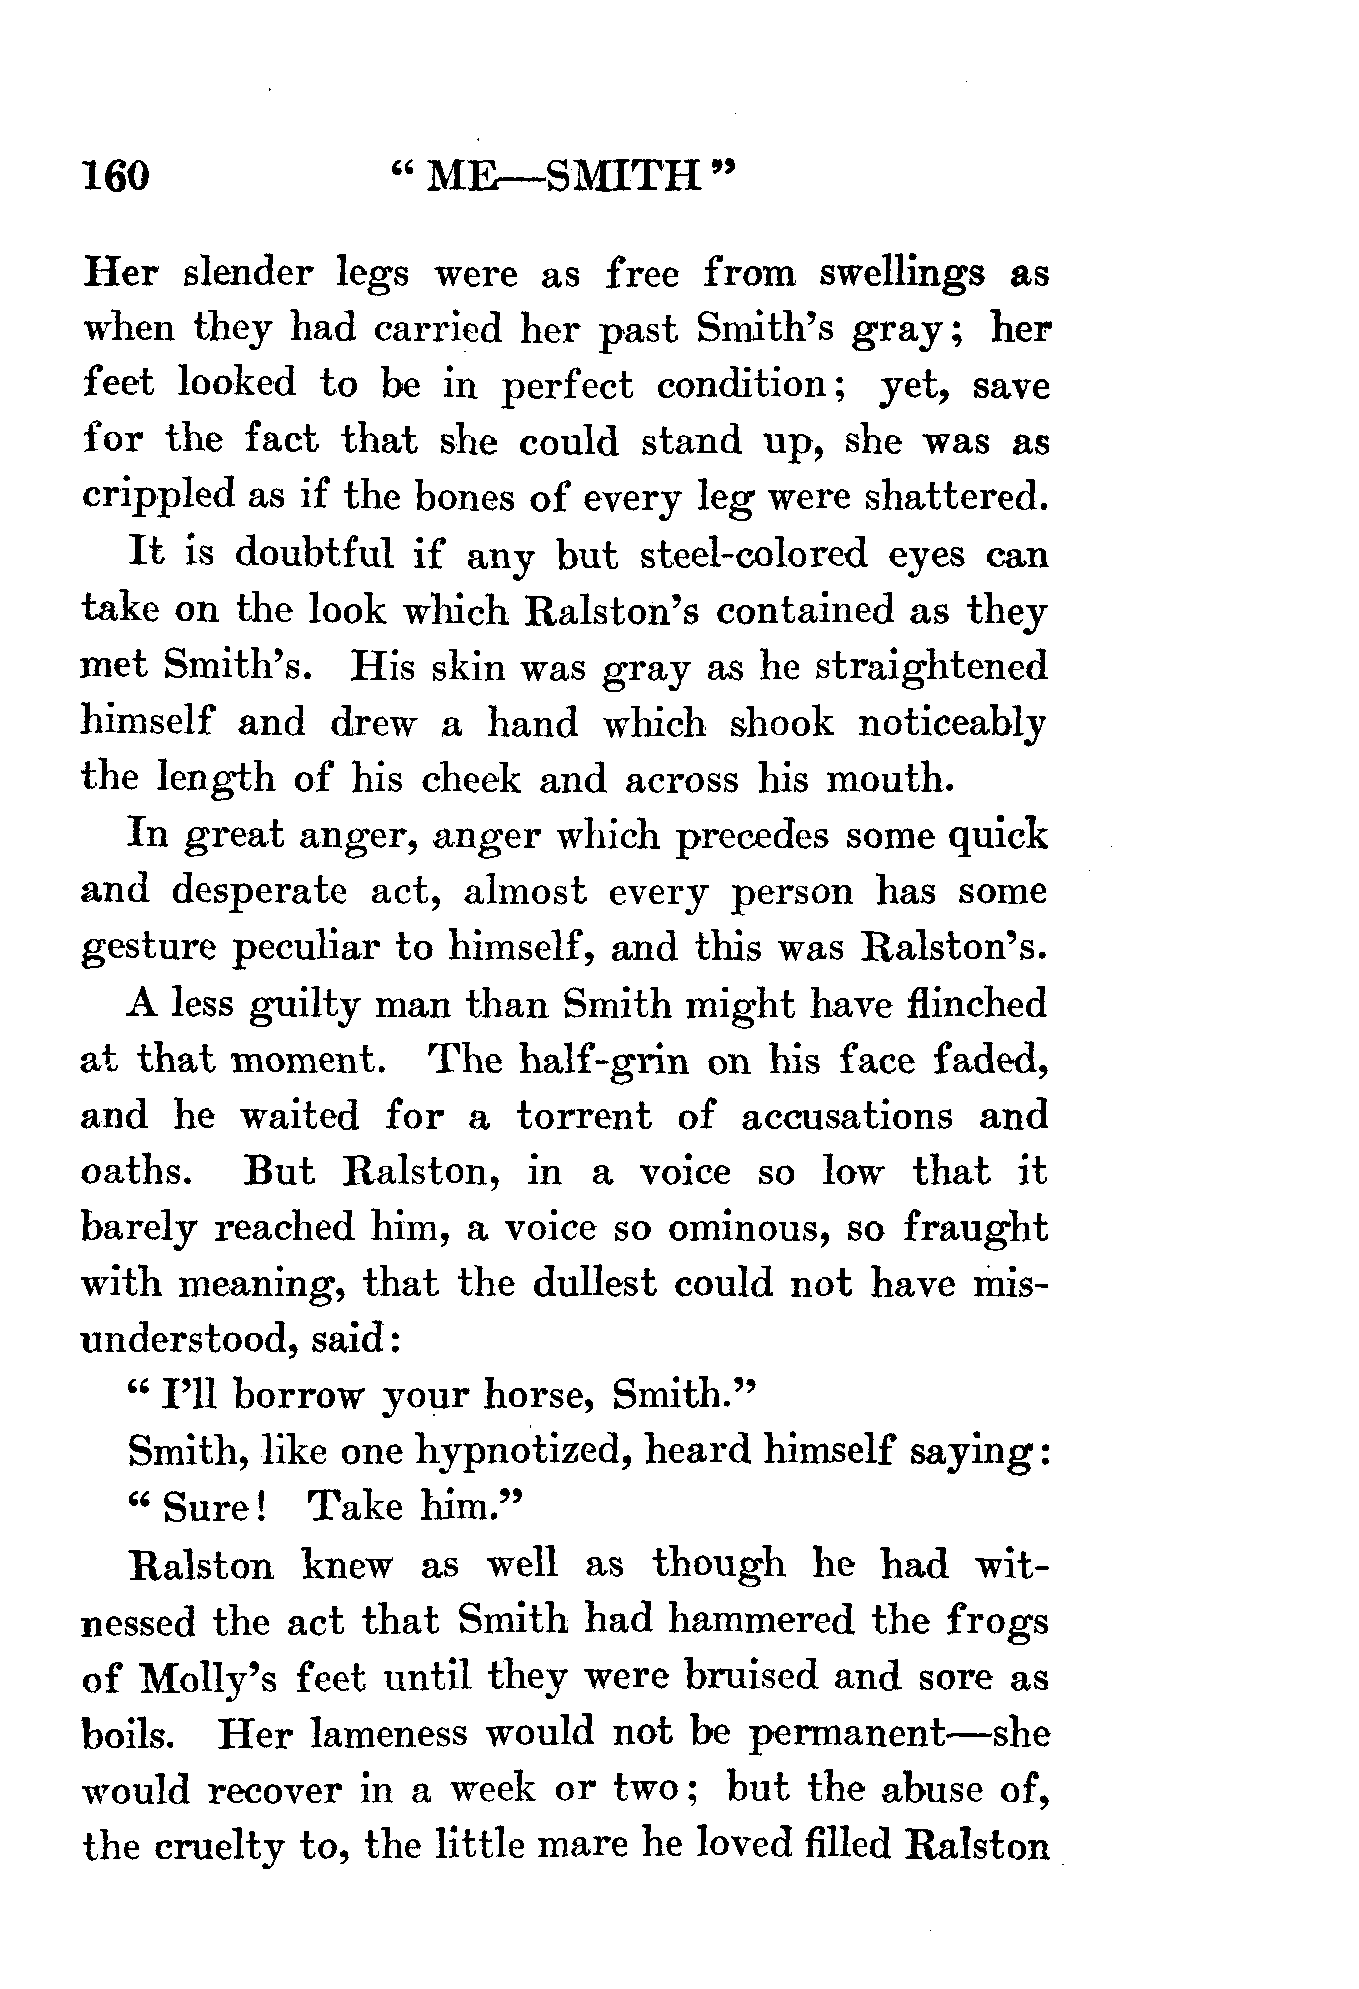 160 " ME—SMITH "
Her slender legs were as free from swellings as
when they had carried her past Smith's gray; her
feet looked to be in perfect condition; yet, save
for the fact that she could stand up, she was as
crippled as if the bones of every leg were shattered.
It is doubtful if any but steel-colored eyes can
take on the look which Ralston's contained as they
met Smith's. His skin was gray as he straightened
himself and drew a hand which shook noticeably
the length of his cheek and across his mouth.
In great anger, anger which precedes some quick
and desperate act, almost every person has some
gesture peculiar to himself, and this was Ralston's.
A less guilty man than Smith might have flinched
at that moment. The half-grin on his face faded,
and he waited for a torrent of accusations and
oaths. But Ralston, in a voice so low that it
barely reached him, a voice so ominous, so fraught
with meaning, that the dullest could not have mis-
understood, said:
" I'll borrow your horse, Smith."
Smith, like one hypnotized, heard himself saying:
" Sure! Take him."
Ralston knew as well as though he had wit-
nessed the act that Smith had hammered the frogs
of Molly's feet until they were bruised and sore as
boils. Her lameness would not be permanent—she
would recover in a week or two; but the abuse of,
the cruelty to, the little mare he loved filled Ralston